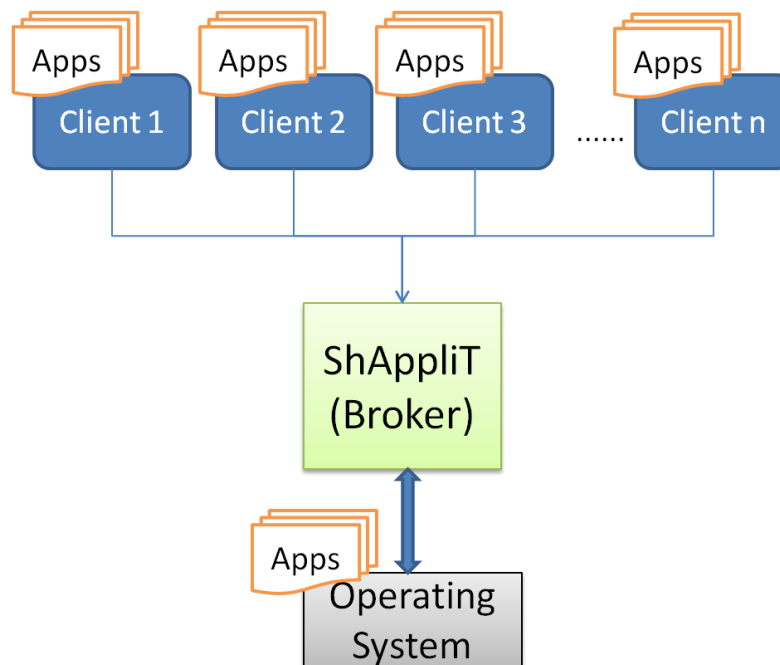 Apps
Apps
Apps
Apps
Client 1
Client 2
Client 3
......
Client n
ShAppliT
(Broker)
Apps
Operating
System